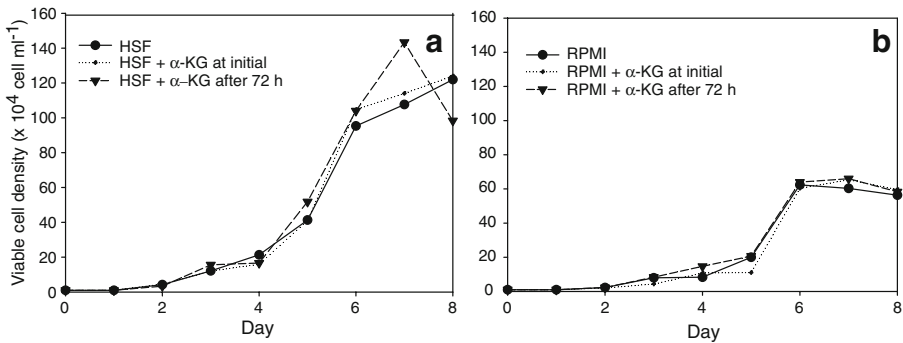 160
140
120
100
80
60
40
20
0
Viable cell density (x 10⁴ cell ml⁻¹)
HSF
HSF + α-KG at initial
HSF + α-KG after 72 h
a
0 2 4 6 8
Day
160
140
120
100
80
60
40
20
0
RPMI
RPMI + α-KG at initial
RPMI + α-KG after 72 h
b
0 2 4 6 8
Day